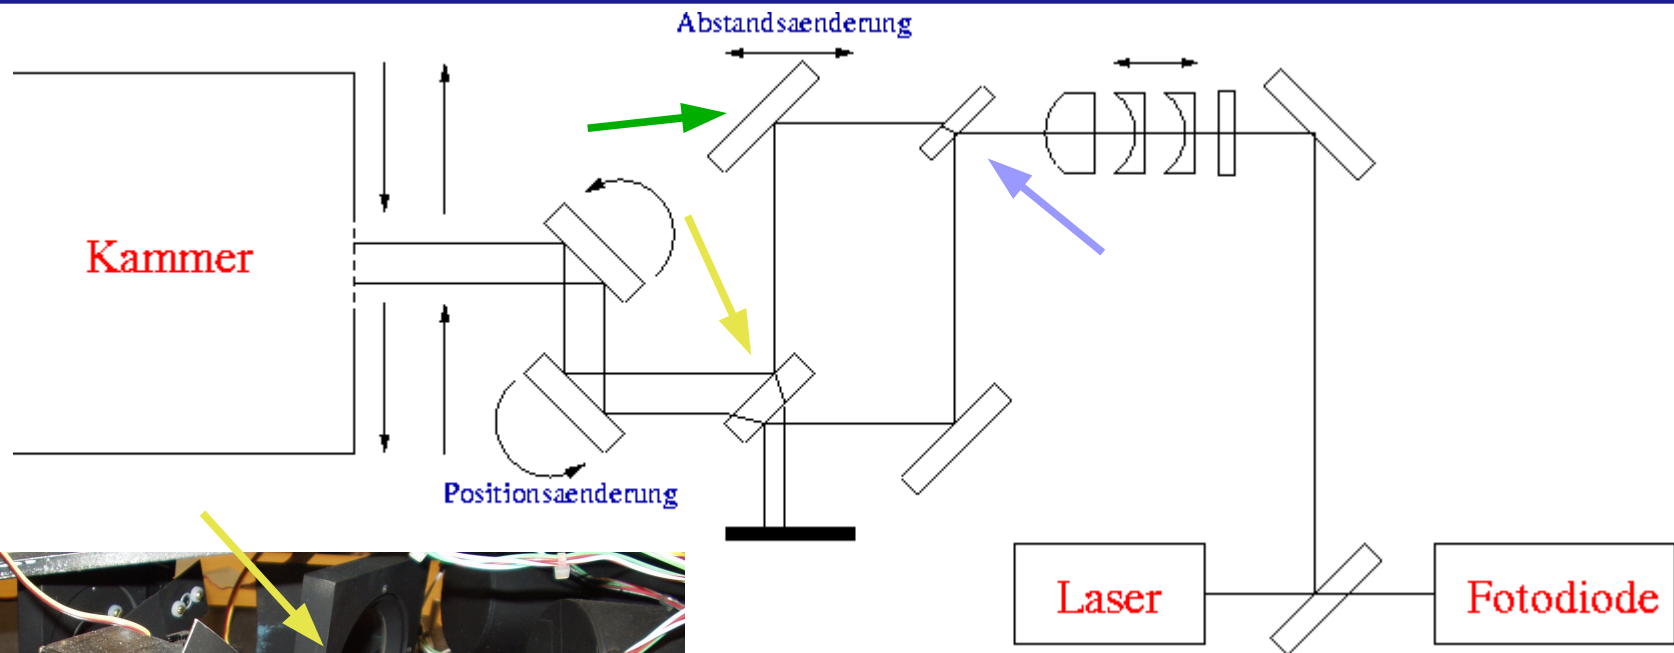 Abstandsaenderung
Kammer
Positionsaenderung
Laser
Fotodiode